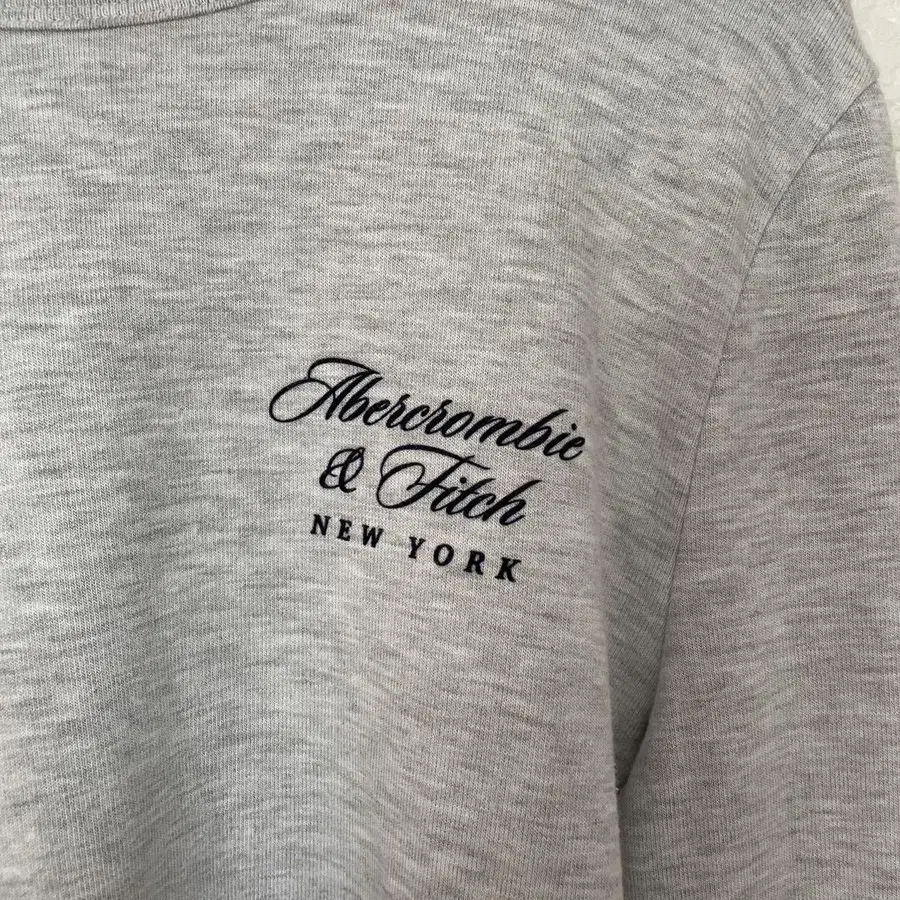 Abercrombie
& Fitch
NEW YORK